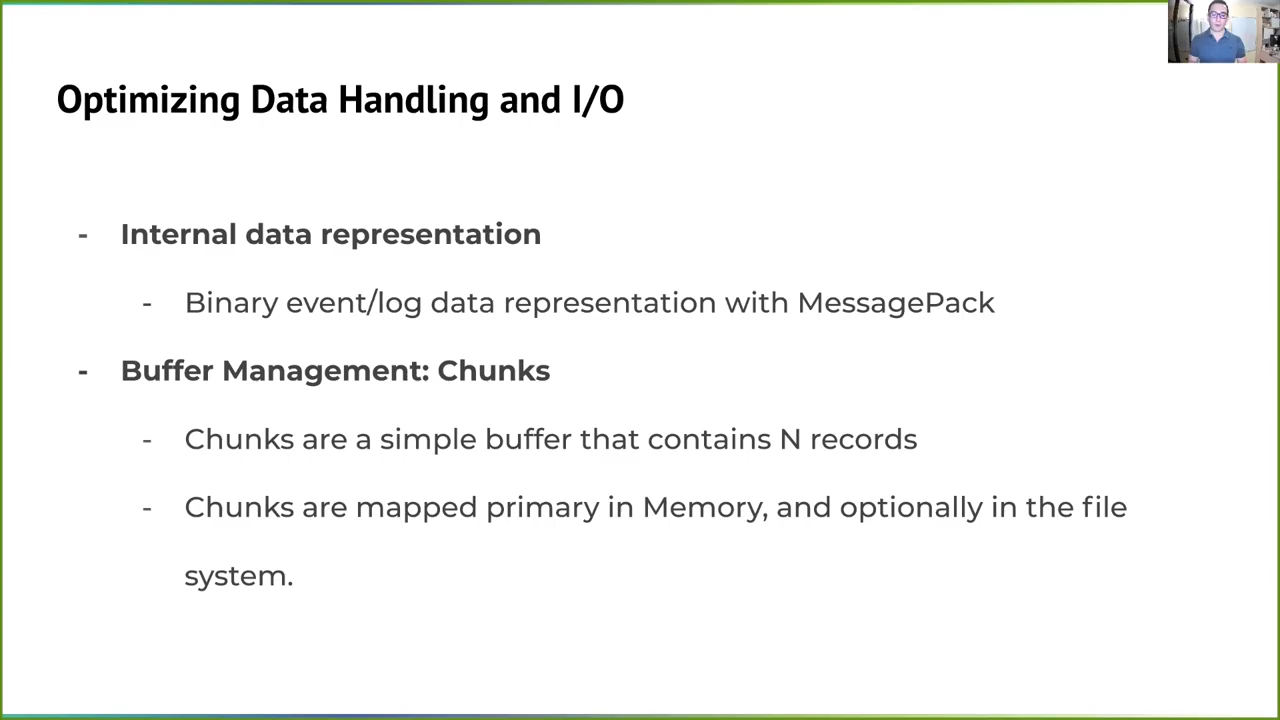 Optimizing Data Handling and I/O
- Internal data representation
- Binary event/log data representation with MessagePack
- Buffer Management: Chunks
- Chunks are a simple buffer that contains N records
- Chunks are mapped primary in Memory, and optionally in the file
system.